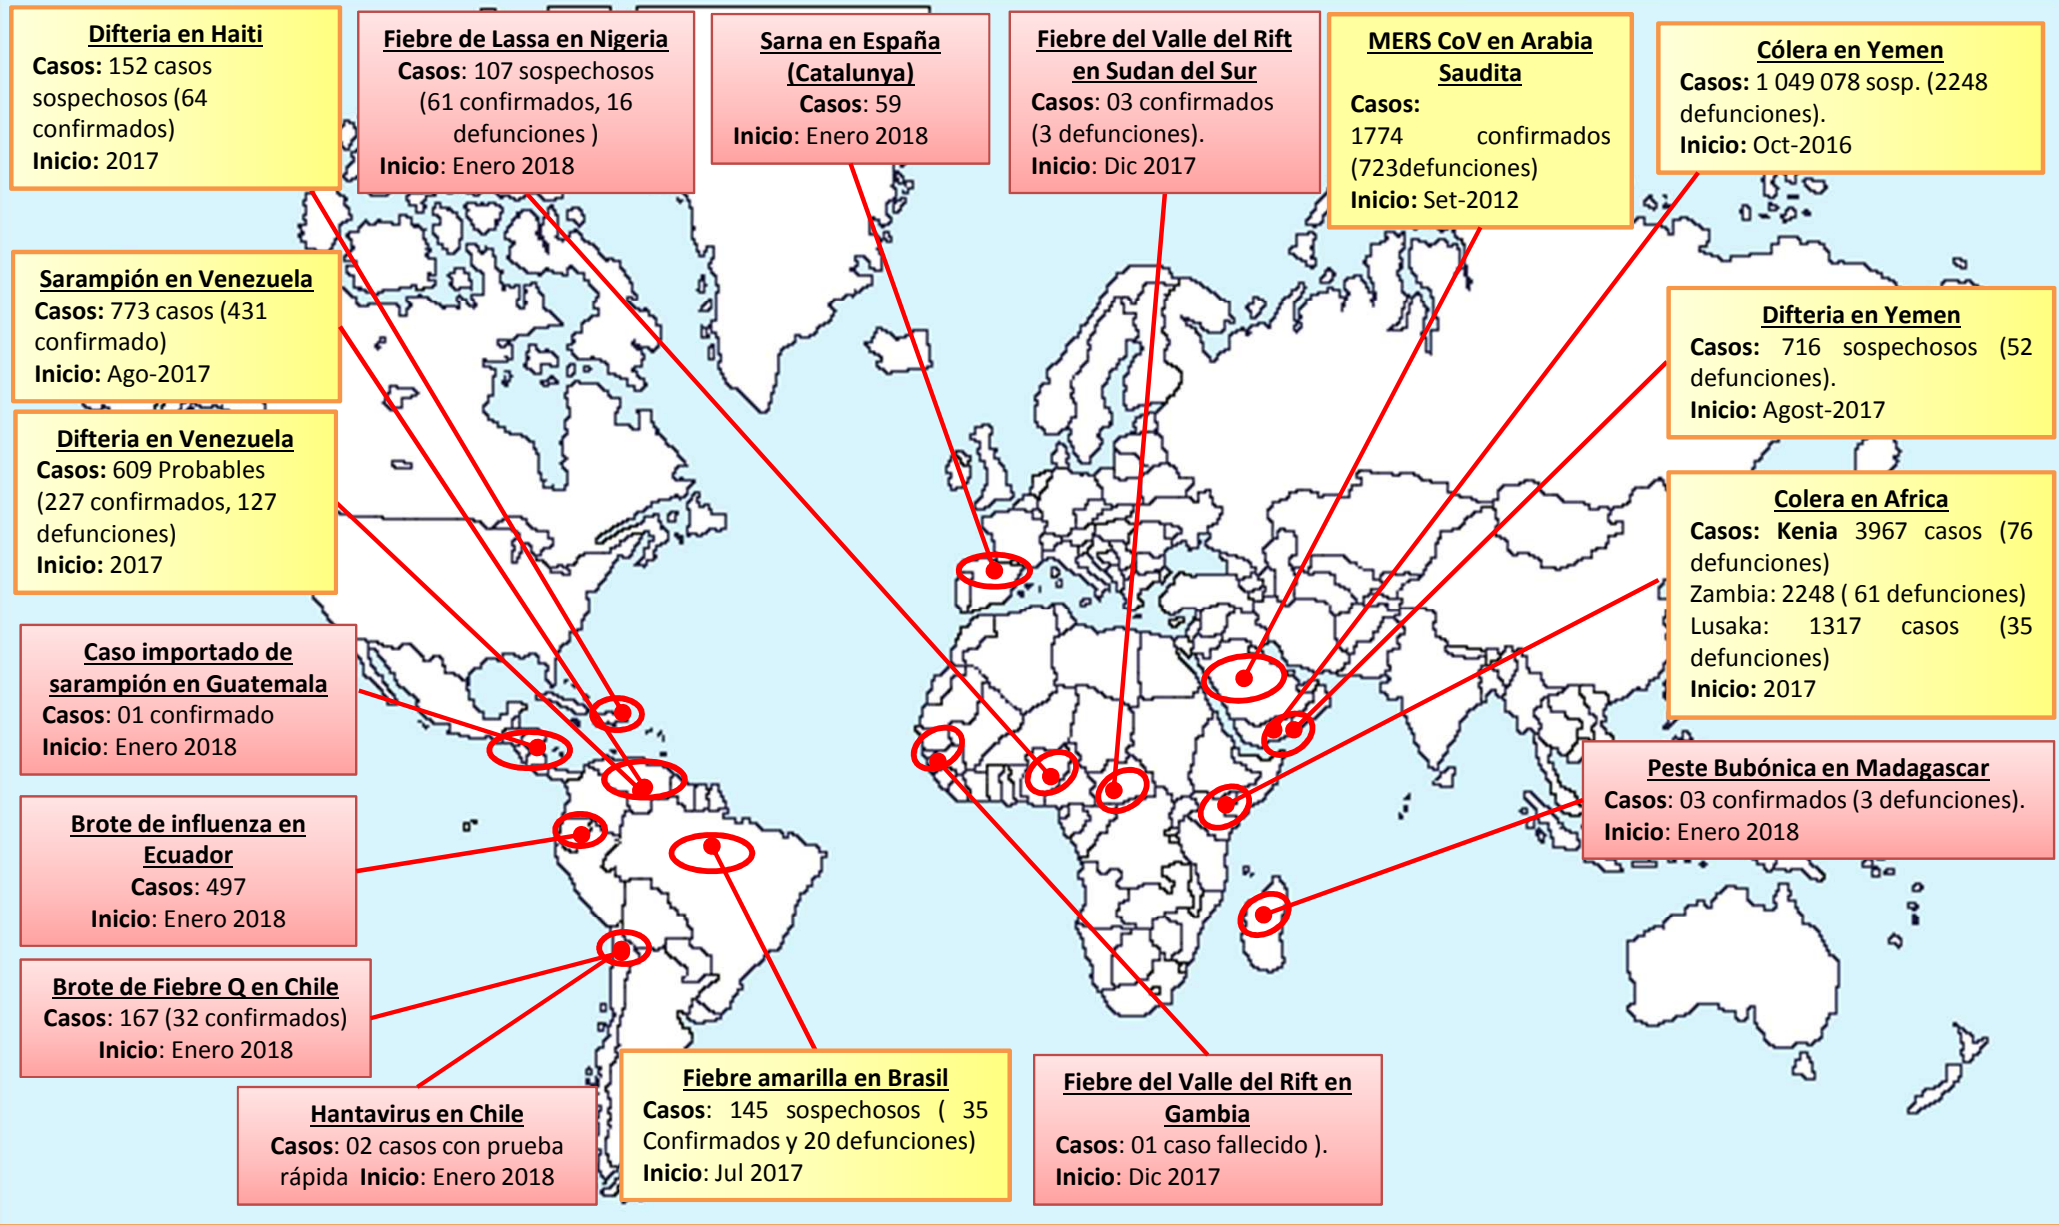 Difteria en Haiti
Casos: 152 casos
sospechosos (64
confirmados)
Inicio: 2017
Fiebre de Lassa en Nigeria
Casos: 107 sospechosos
(61 confirmados, 16
defunciones )
Inicio: Enero 2018
Sarna en España
(Catalunya)
Casos: 59
Inicio: Enero 2018
Fiebre del Valle del Rift
en Sudan del Sur
Casos: 03 confirmados
(3 defunciones).
Inicio: Dic 2017
MERS CoV en Arabia
Saudita
Casos:
1774 confirmados
(723defunciones)
Inicio: Set-2012
Cólera en Yemen
Casos: 1 049 078 sosp. (2248
defunciones).
Inicio: Oct-2016
Sarampión en Venezuela
Casos: 773 casos (431
confirmado)
Inicio: Ago-2017
Difteria en Yemen
Casos: 716 sospechosos (52
defunciones).
Inicio: Agost-2017
Difteria en Venezuela
Casos: 609 Probables
(227 confirmados, 127
defunciones)
Inicio: 2017
Colera en Africa
Casos: Kenia 3967 casos (76
defunciones)
Zambia: 2248 ( 61 defunciones)
Lusaka: 1317 casos (35
defunciones)
Inicio: 2017
Caso importado de
sarampión en Guatemala
Casos: 01 confirmado
Inicio: Enero 2018
Peste Bubónica en Madagascar
Casos: 03 confirmados (3 defunciones).
Inicio: Enero 2018
Brote de influenza en
Ecuador
Casos: 497
Inicio: Enero 2018
Brote de Fiebre Q en Chile
Casos: 167 (32 confirmados)
Inicio: Enero 2018
Hantavirus en Chile
Casos: 02 casos con prueba
rápida Inicio: Enero 2018
Fiebre amarilla en Brasil
Casos: 145 sospechosos ( 35
Confirmados y 20 defunciones)
Inicio: Jul 2017
Fiebre del Valle del Rift en
Gambia
Casos: 01 caso fallecido ).
Inicio: Dic 2017